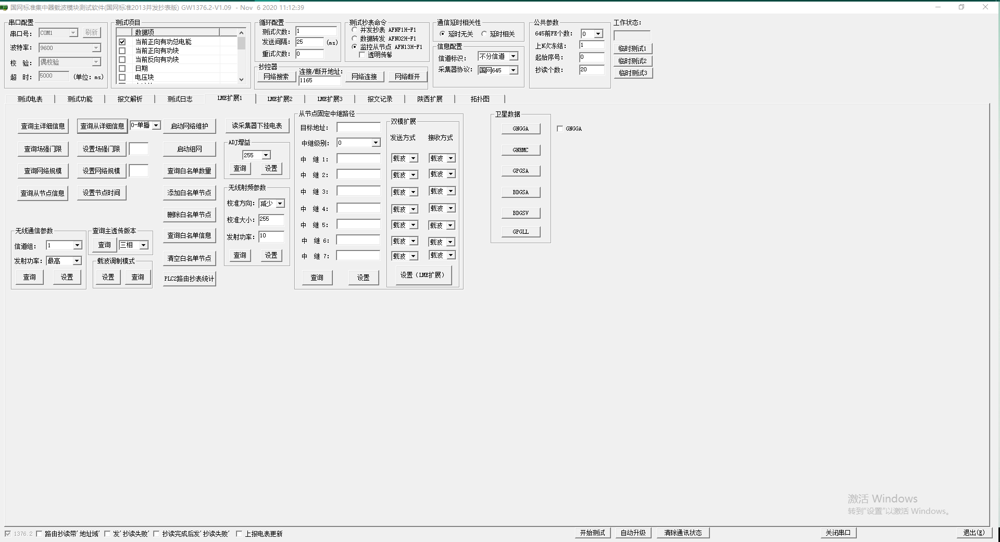 国网标准集中器载波模块测试软件(国网标准2013并发抄表版) GW1376.2-V1.09 - Nov 6 2020 11:12:39
串口配置
串口号: COM1 刷新
波特率: 9600
校 验: 偶校验
超 时: 5000 (单位: ms)
测试项目
数据项
当前正向有功总电能
当前正向有功块
当前反向有功块
日期
电压块
循环配置
测试次数: 1
发送间隔: 25 (ms)
重试次数: 0
测试抄表命令
并发抄表 AFNF1H-F1
数据转发 AFN02H-F1
监控从节点 AFN13H-F1
透明传输
抄控器
网络搜索
连接/断开地址:
1165
网络连接
网络断开
通信延时相关性
延时无关 延时相关
信息配置
信道标识: 不分信道
采集器协议: 国网645
公共参数
645前FE个数: 0
上N次冻结: 1
起始序号: 0
抄读个数: 20
工作状态:
临时测试1
临时测试2
临时测试3
测试电表 测试功能 报文解析 测试日志 LME扩展1 LME扩展2 LME扩展3 报文记录 陕西扩展 拓扑图
查询主详细信息 查询从详细信息 0-单播 启动网络维护
查询场强门限 设置场强门限 启动组网
查询网络规模 设置网络规模 查询白名单数量
查询从节点信息 设置节点时间 添加白名单节点
删除白名单节点
查询白名单信息
清空白名单节点
PLC2路由抄表统计
无线通信参数
信道组: 1
发射功率: 最高
查询 设置
查询主透传版本
查询 三相
载波调制模式
设置 查询
读采集器下挂电表
ADJ增益
255
查询 设置
无线射频参数
校准方向: 减少
校准大小: 255
发射功率: 10
查询 设置
从节点固定中继路径
目标地址:
中继级别: 0
中 继 1:
中 继 2:
中 继 3:
中 继 4:
中 继 5:
中 继 6:
中 继 7:
查询 设置
双模扩展
发送方式 接收方式
载波 载波
载波 载波
载波 载波
载波 载波
载波 载波
载波 载波
载波 载波
设置 (LME扩展)
卫星数据
GNGGA
GNRMC
GPGSA
BDGSA
BDGSV
GPGLL
GNGGA
激活 Windows
转到"设置"以激活 Windows。
1376.2 路由抄读带'地址域' 发'抄读失败' 抄读完成后发'抄读失败' 上报电表更新
开始测试 自动升级 清除通讯状态 关闭串口 退出(E)